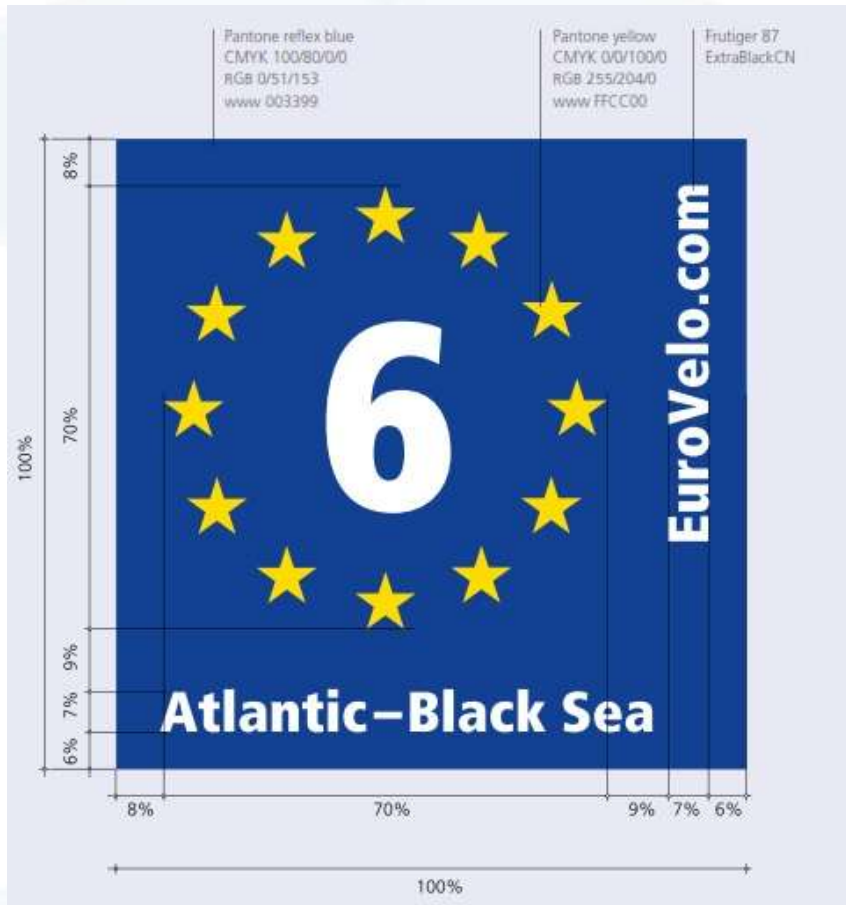 Pantone reflex blue
CMYK 100/80/0/0
RGB 0/51/153
www 003399
Pantone yellow
CMYK 0/0/100/0
RGB 255/204/0
www FFCC00
Frutiger 87
ExtraBlackCN
8%
70%
100%
9%
7%
6%
6
EuroVelo.com
Atlantic–Black Sea
8%
70%
9%
7%
6%
100%